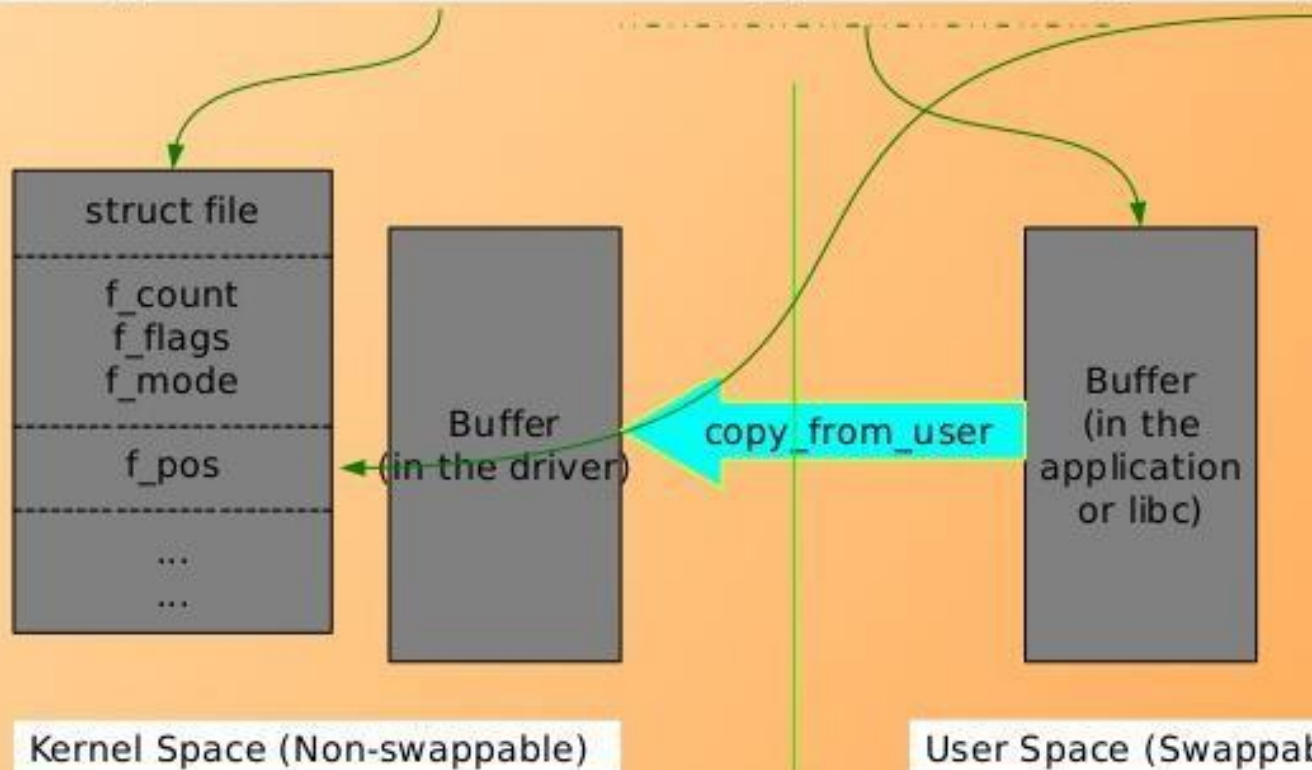 struct file
f_count
f_flags
f_mode
f_pos
...
...
Buffer
(in the driver)
copy_from_user
Buffer
(in the
application
or libc)
Kernel Space (Non-swappable)
User Space (Swappab